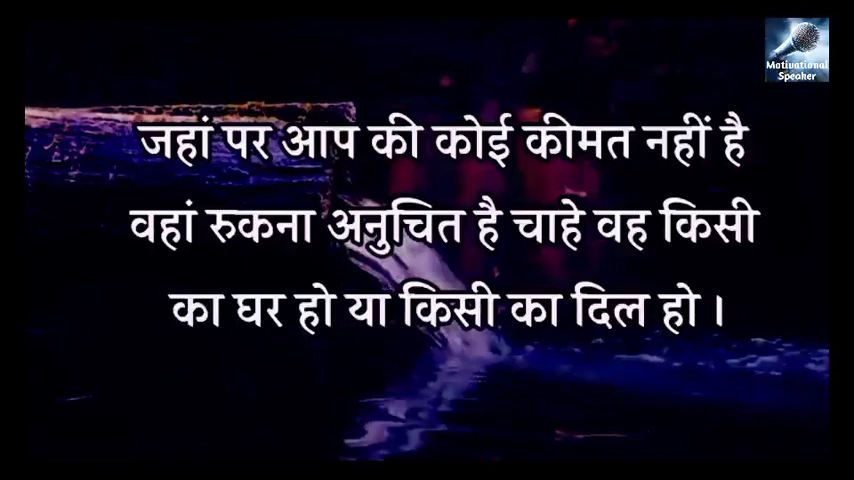 Motivational
Speaker
जहां पर आप की कोई कीमत नहीं है
वहां रुकना अनुचित है चाहे वह किसी
का घर हो या किसी का दिल हो ।